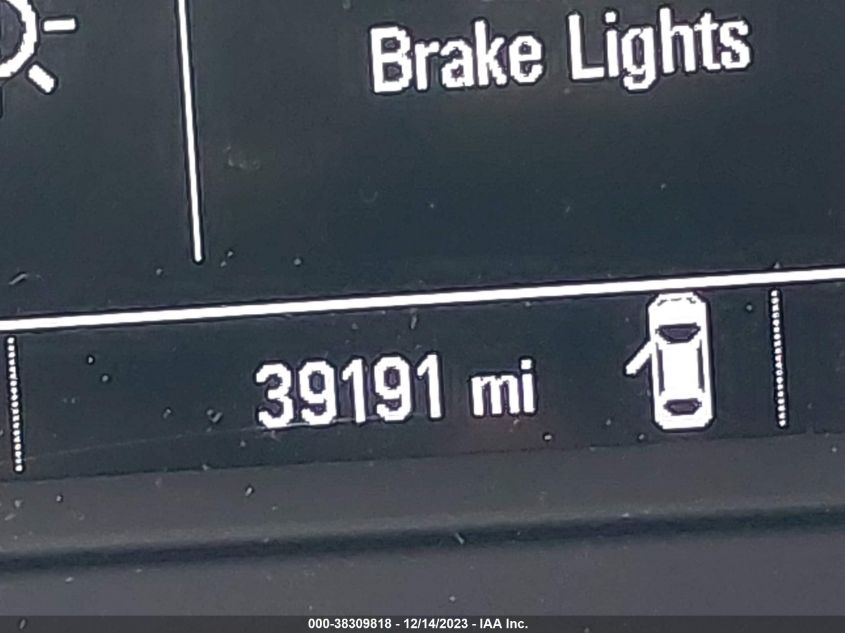 Brake Lights
39191 mi
000-38309818 - 12/14/2023 - IAA Inc.